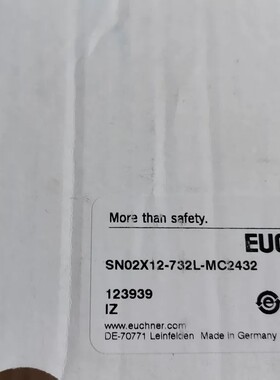 More than safety.
EUC
SN02X12-732L-MC2432
123939
IZ
www.euchner.com
DE-70771 Leinfelden Made in Germany